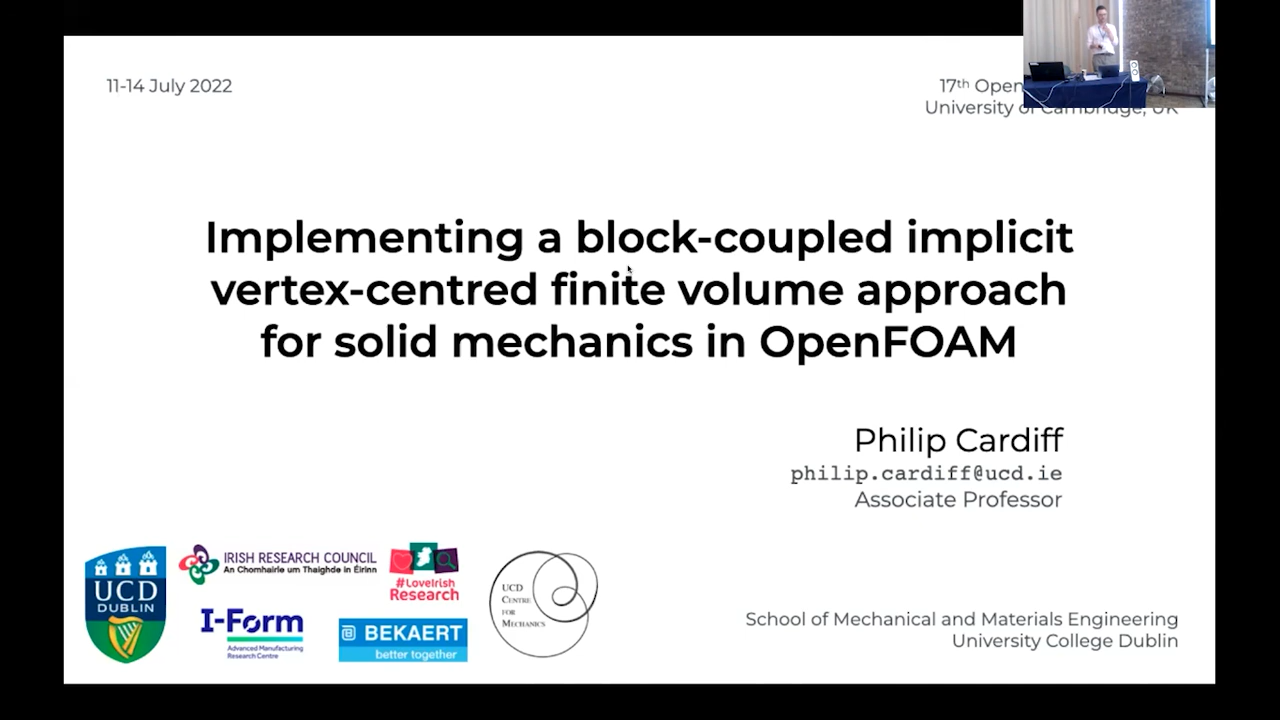 11-14 July 2022
17th Open
University of Cambridge, UK
Implementing a block-coupled implicit
vertex-centred finite volume approach
for solid mechanics in OpenFOAM
Philip Cardiff
philip.cardiff@ucd.ie
Associate Professor
UCD
DUBLIN
IRISH RESEARCH COUNCIL
An Chomhairle um Thaighde in Éirinn
#LoveIrish
Research
I-Form
Advanced Manufacturing
Research Centre
BEKAERT
better together
UCD
CENTRE
FOR
MECHANICS
School of Mechanical and Materials Engineering
University College Dublin